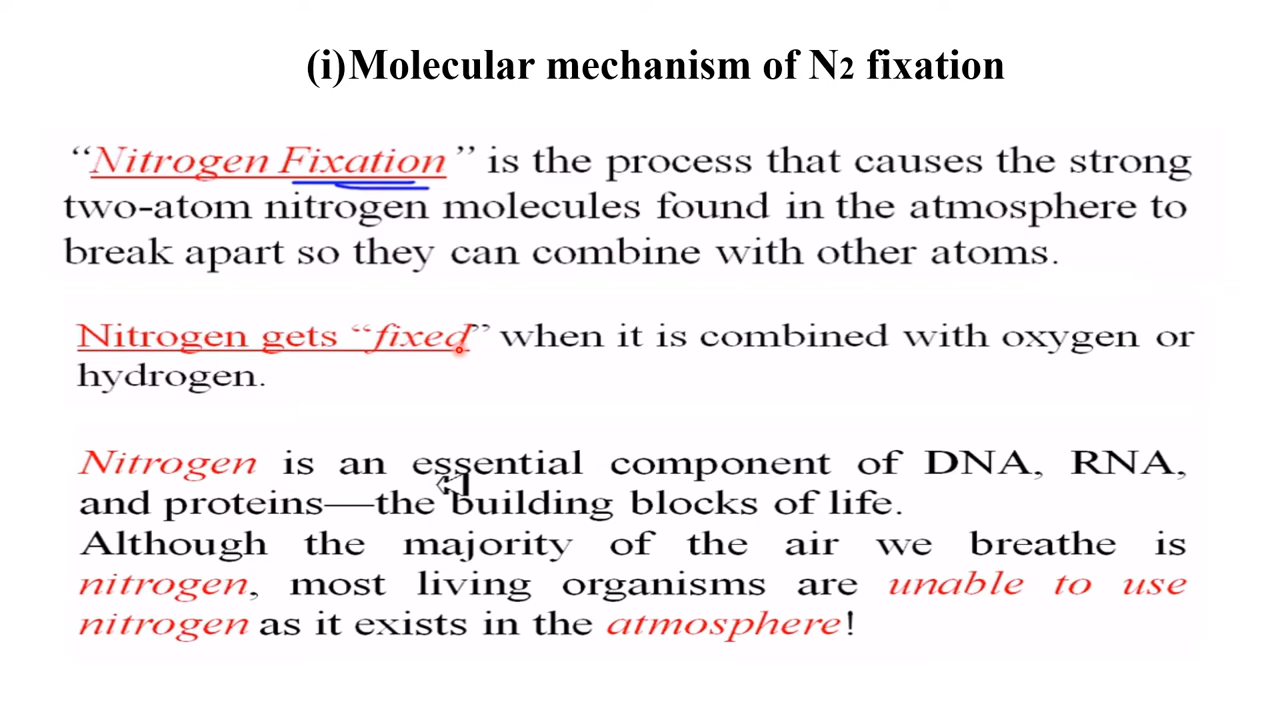 (i)Molecular mechanism of N2 fixation
“Nitrogen Fixation” is the process that causes the strong
two-atom nitrogen molecules found in the atmosphere to
break apart so they can combine with other atoms.
Nitrogen gets “fixed” when it is combined with oxygen or
hydrogen.
Nitrogen is an essential component of DNA, RNA,
and proteins—the building blocks of life.
Although the majority of the air we breathe is
nitrogen, most living organisms are unable to use
nitrogen as it exists in the atmosphere!